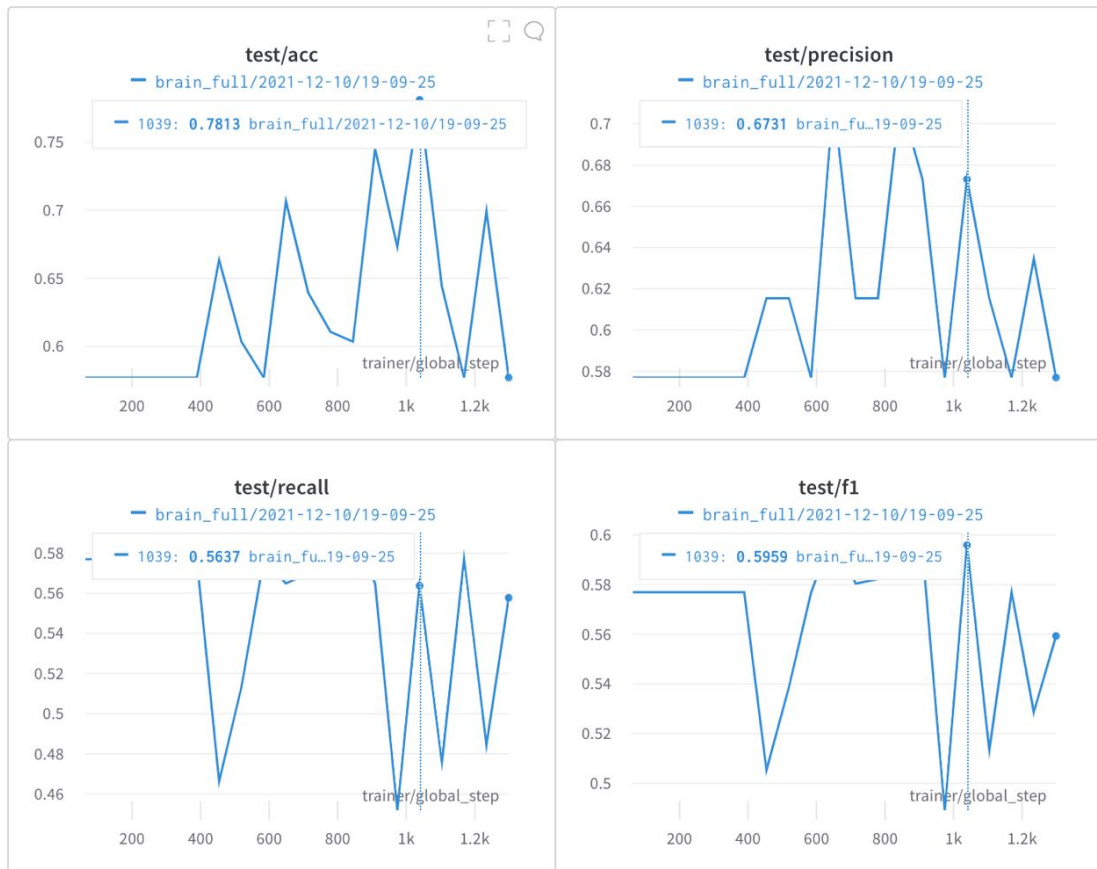 test/acc
brain_full/2021-12-10/19-09-25
1039: 0.7813 brain_full/2021-12-10/19-09-25
0.75
0.7
0.65
0.6
trainer/global_step
200 400 600 800 1k 1.2k
test/precision
brain_full/2021-12-10/19-09-25
0.7
1039: 0.6731 brain_fu...19-09-25
0.68
0.66
0.64
0.62
0.6
0.58
trainer/global_step
200 400 600 800 1k 1.2k
test/recall
brain_full/2021-12-10/19-09-25
0.58
1039: 0.5637 brain_fu...19-09-25
0.56
0.54
0.52
0.5
0.48
0.46
trainer/global_step
200 400 600 800 1k 1.2k
test/f1
brain_full/2021-12-10/19-09-25
0.6
1039: 0.5959 brain_fu...19-09-25
0.58
0.56
0.54
0.52
0.5
trainer/global_step
200 400 600 800 1k 1.2k